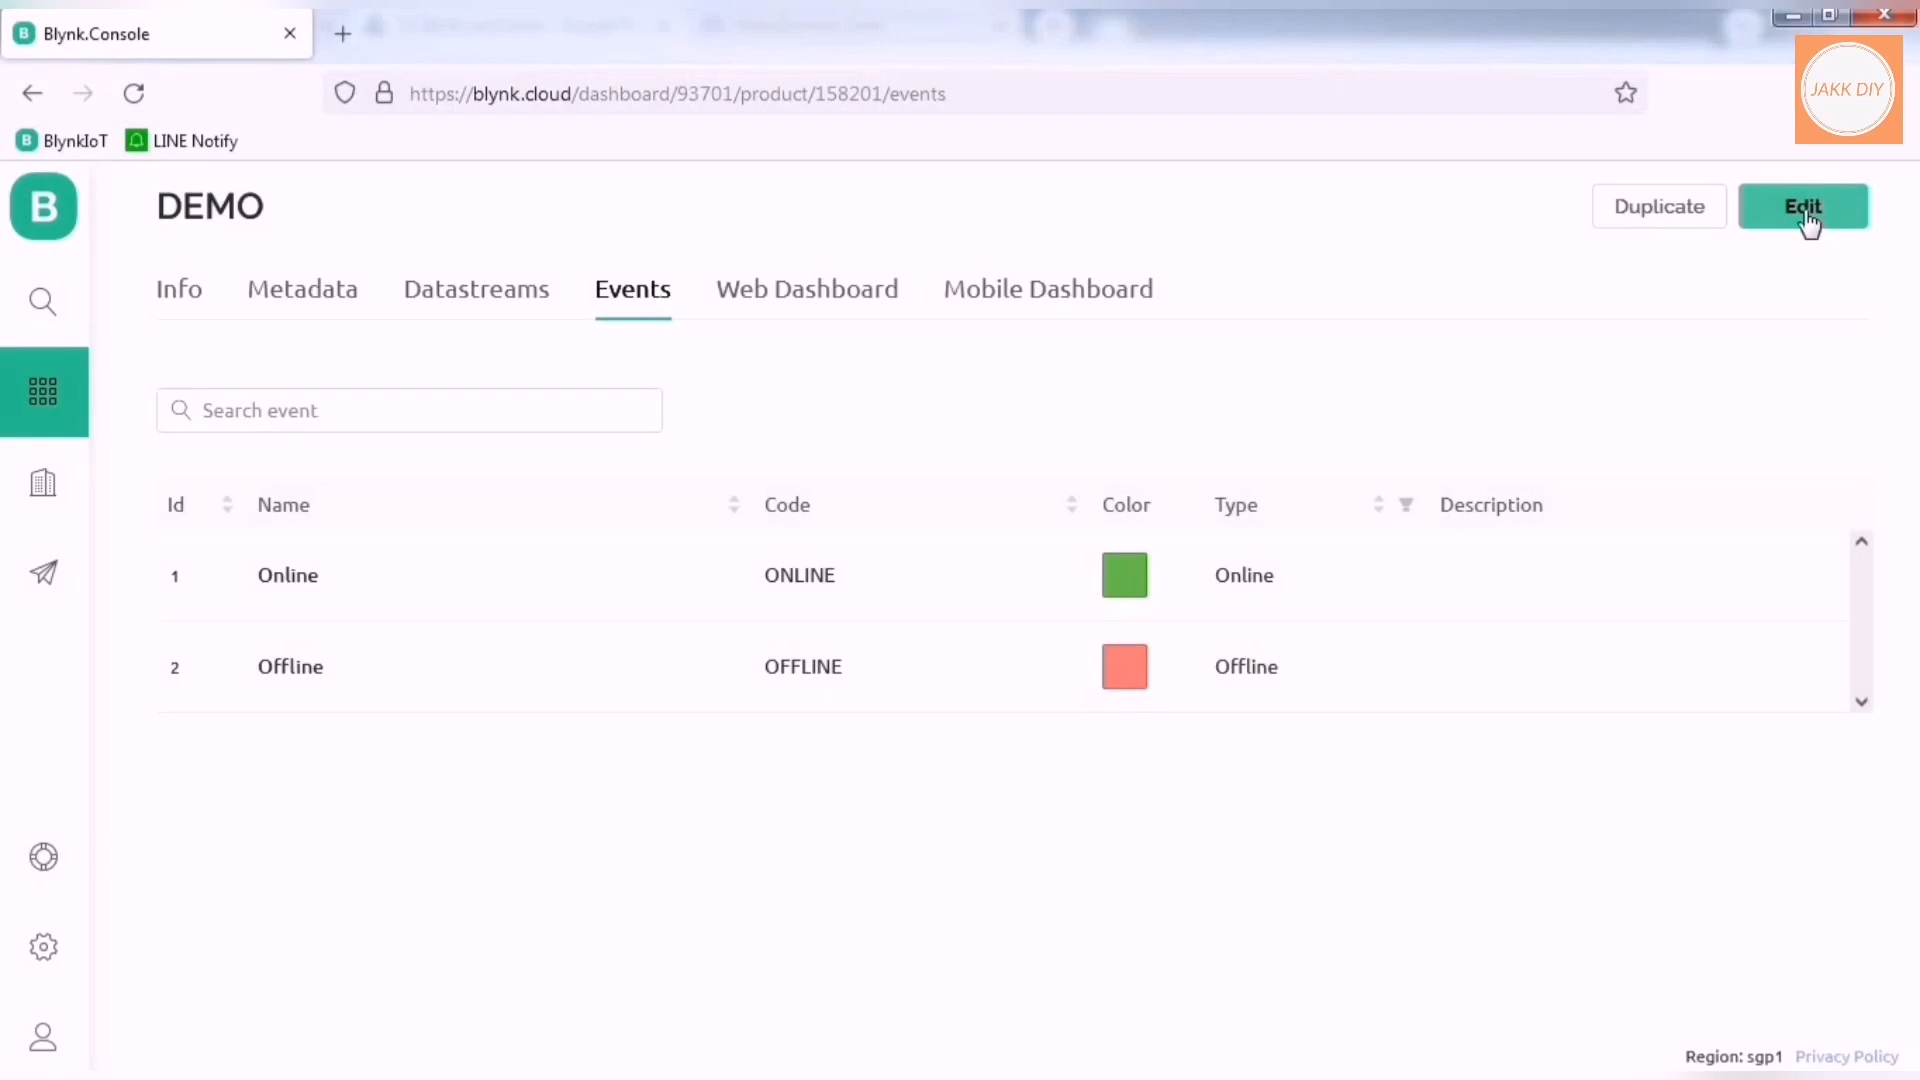 Blynk.Console
https://blynk.cloud/dashboard/93701/product/158201/events
JAKK DIY
BlynkIoT LINE Notify
B
DEMO
Duplicate Edit
Info Metadata Datastreams Events Web Dashboard Mobile Dashboard
Search event
Id Name Code Color Type Description
1 Online ONLINE Online
2 Offline OFFLINE Offline
Region: sgp1 Privacy Policy